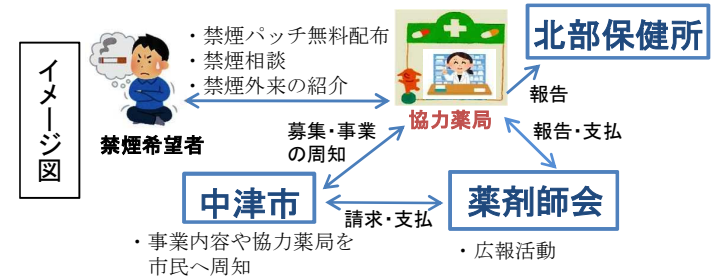 イメージ図
・禁煙パッチ無料配布
・禁煙相談
・禁煙外来の紹介
北部保健所
報告
協力薬局
禁煙希望者
募集・事業
の周知
報告・支払
中津市
請求・支払
薬剤師会
・事業内容や協力薬局を
市民へ周知
・広報活動